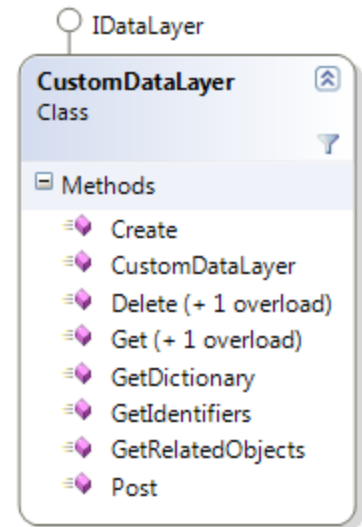 IDataLayer
CustomDataLayer
Class
Methods
Create
CustomDataLayer
Delete (+ 1 overload)
Get (+ 1 overload)
GetDictionary
GetIdentifiers
GetRelatedObjects
Post